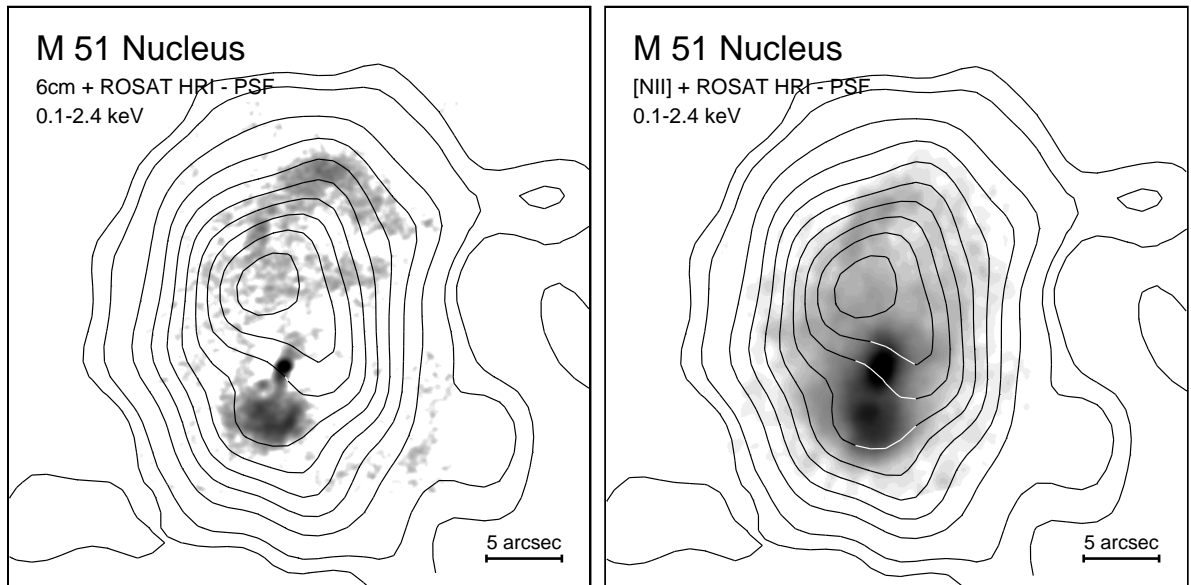 M 51 Nucleus
6cm + ROSAT HRI - PSF
0.1-2.4 keV
5 arcsec
M 51 Nucleus
[NII] + ROSAT HRI - PSF
0.1-2.4 keV
5 arcsec